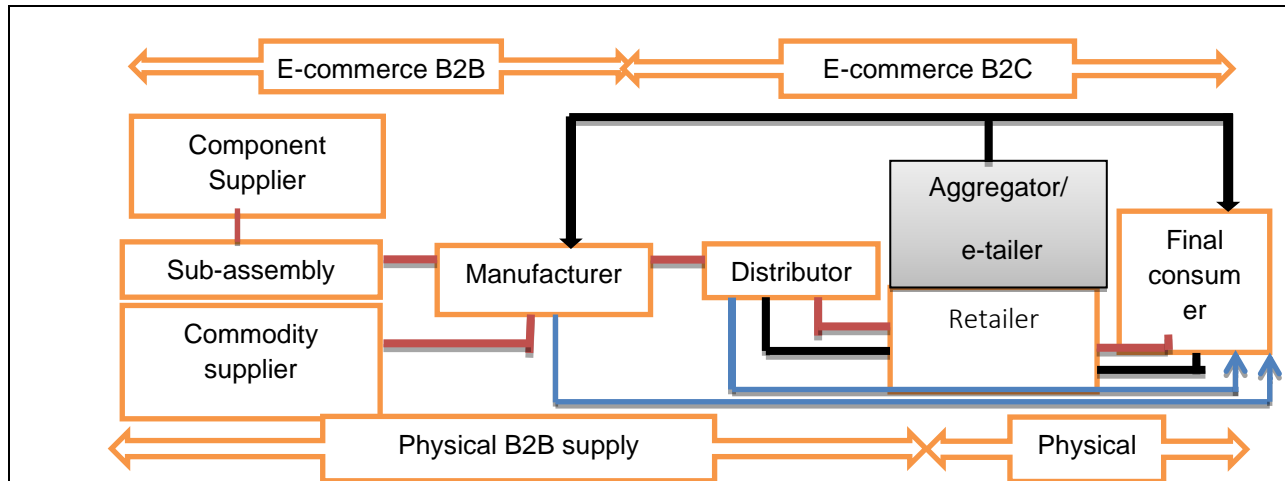 E-commerce B2B
E-commerce B2C
Component
Supplier
Aggregator/
e-tailer
Final
consum
er
Sub-assembly
Manufacturer
Distributor
Retailer
Commodity
supplier
Physical B2B supply
Physical